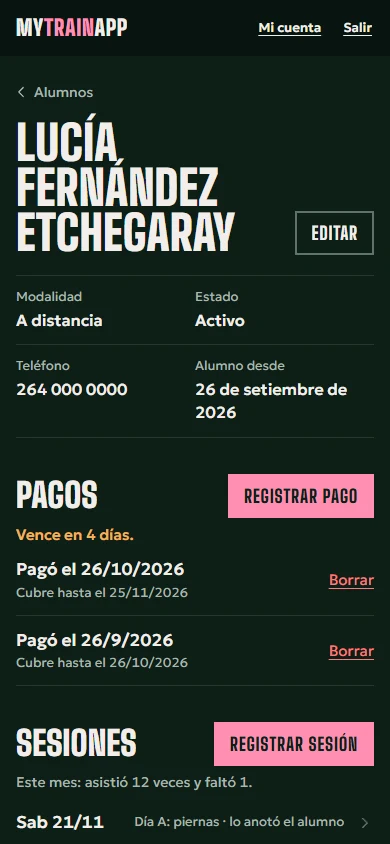 MYTRAINAPP
Mi cuenta
Salir
Alumnos
LUCÍA
FERNÁNDEZ
ETCHEGARAY
EDITAR
Modalidad
Estado
A distancia
Activo
Teléfono
Alumno desde
264 000 0000
26 de setiembre de
2026
PAGOS
REGISTRAR PAGO
Vence en 4 días.
Pagó el 26/10/2026
Cubre hasta el 25/11/2026
Borrar
Pagó el 26/9/2026
Cubre hasta el 26/10/2026
Borrar
SESIONES
REGISTRAR SESIÓN
Este mes: asistió 12 veces y faltó 1.
Sab 21/11
Día A: piernas · lo anotó el alumno